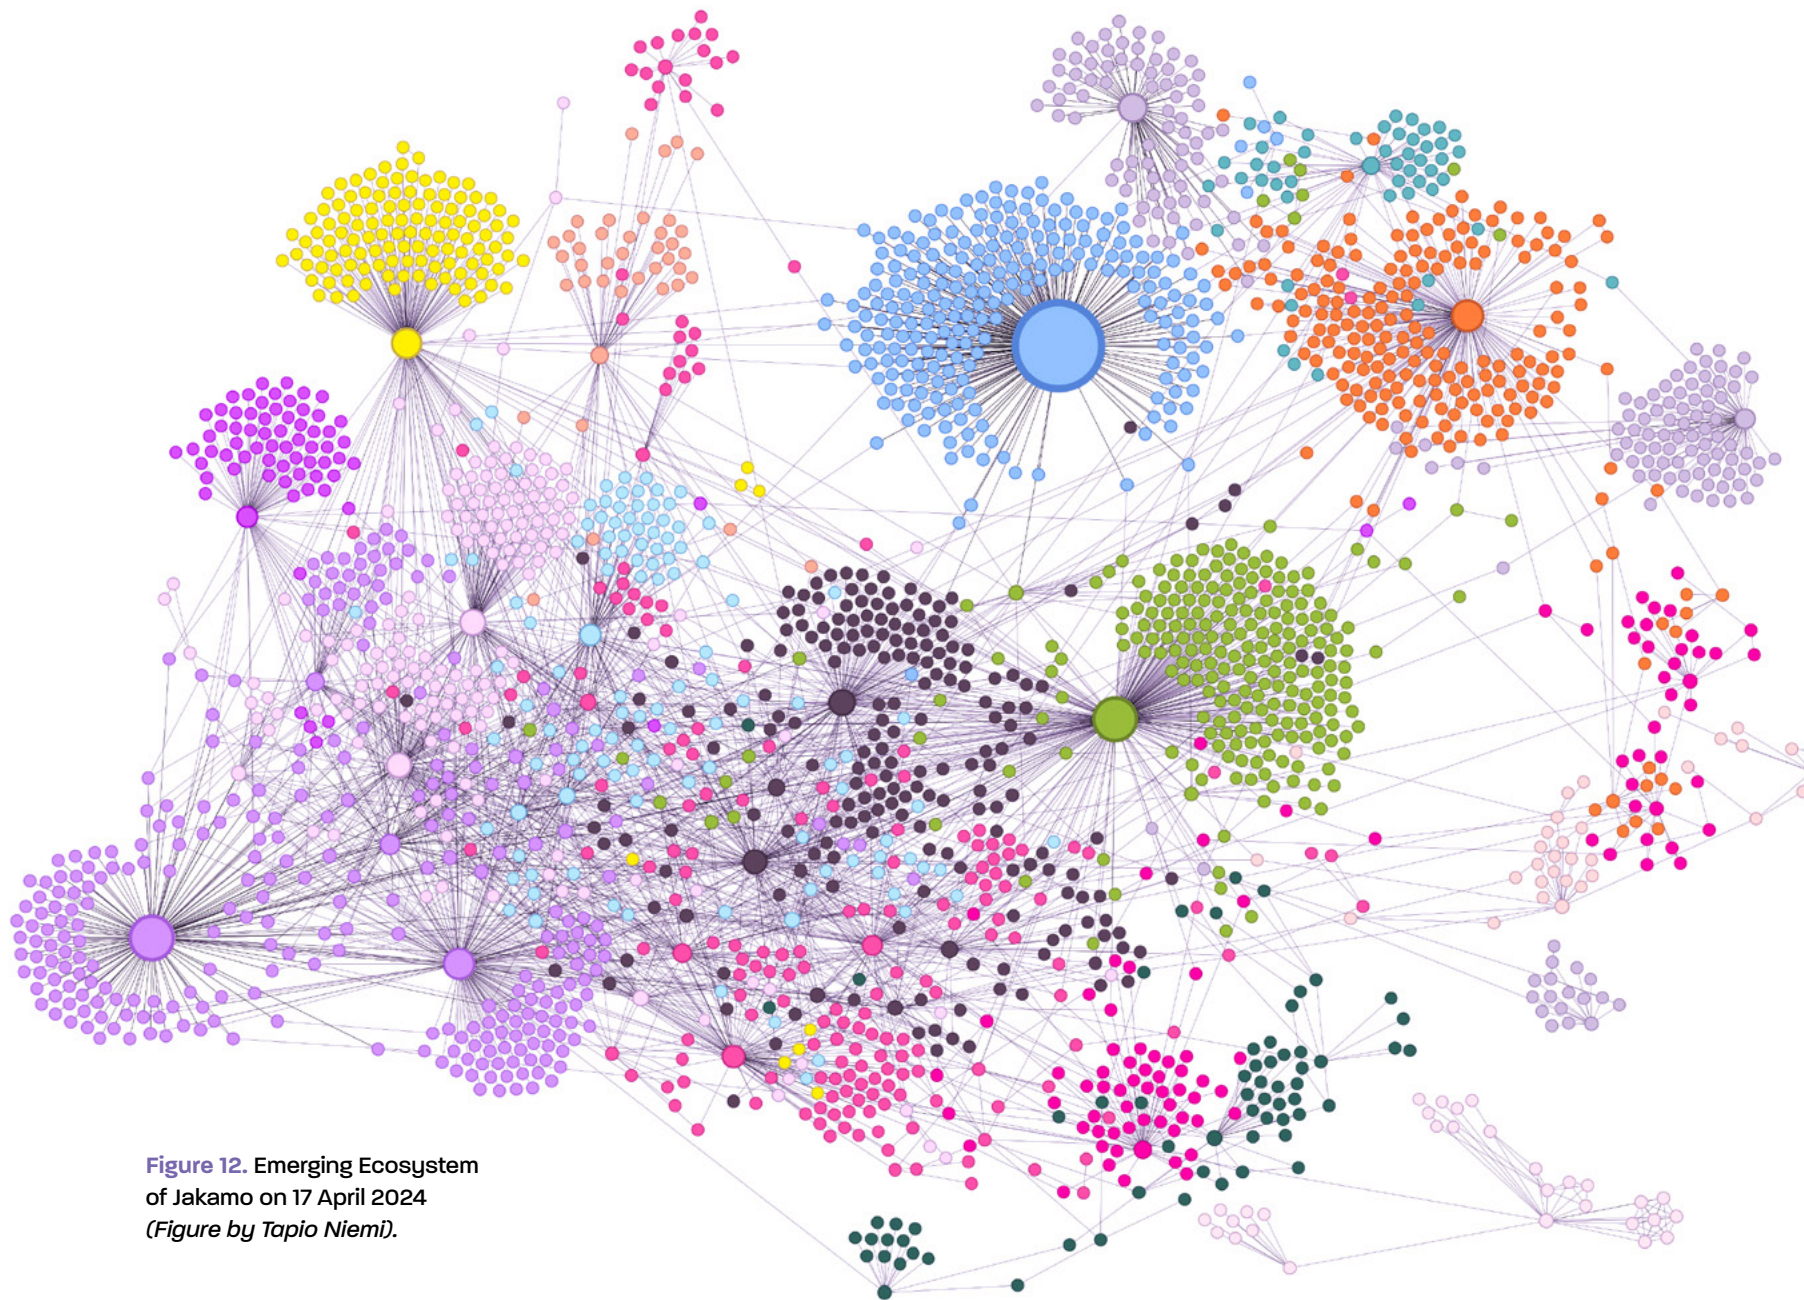 Figure 12. Emerging Ecosystem
of Jakamo on 17 April 2024
(Figure by Tapio Niemi).